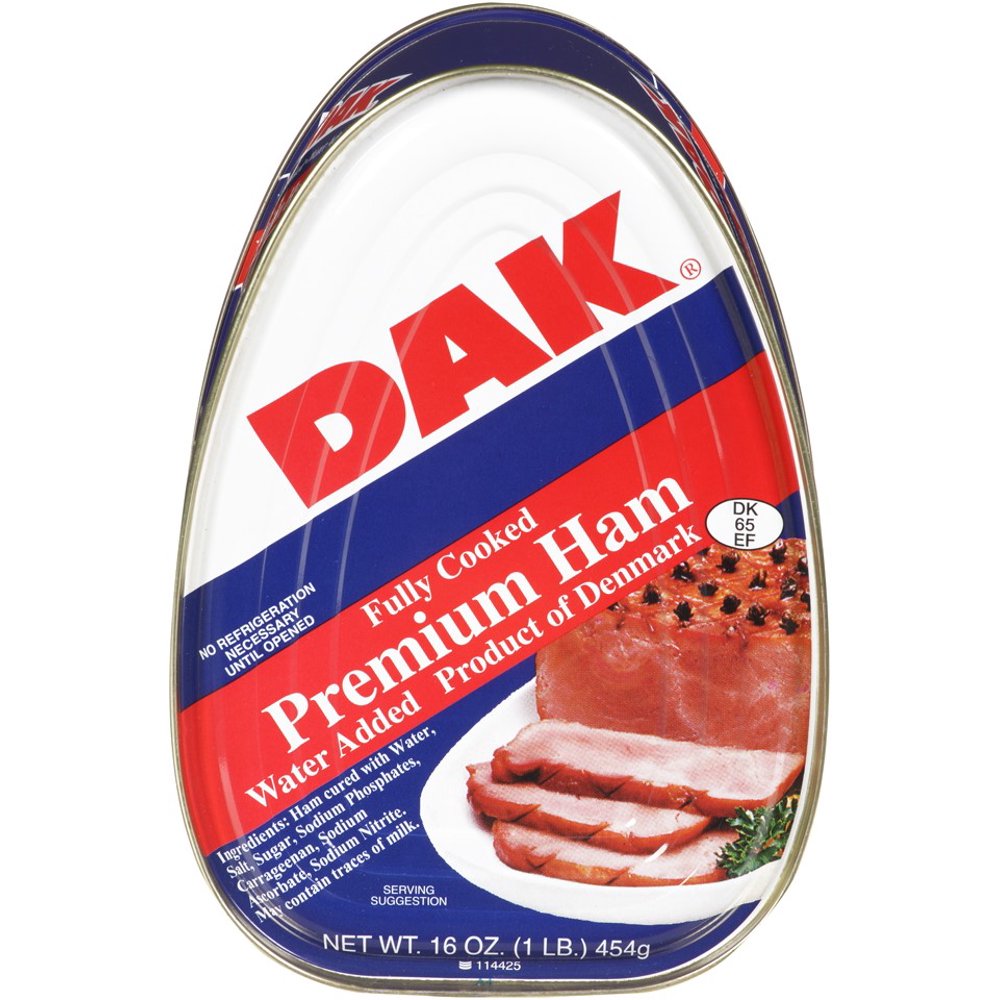 DAK®
DK
65
EF
Fully Cooked
Premium Ham
Water Added Product of Denmark
NO REFRIGERATION
NECESSARY
UNTIL OPENED
Ingredients: Ham cured with Water,
Salt, Sugar, Sodium Phosphates,
Carrageenan, Sodium
Ascorbate, Sodium Nitrite.
May contain traces of milk.
SERVING
SUGGESTION
NET WT. 16 OZ. (1 LB.) 454g
114425